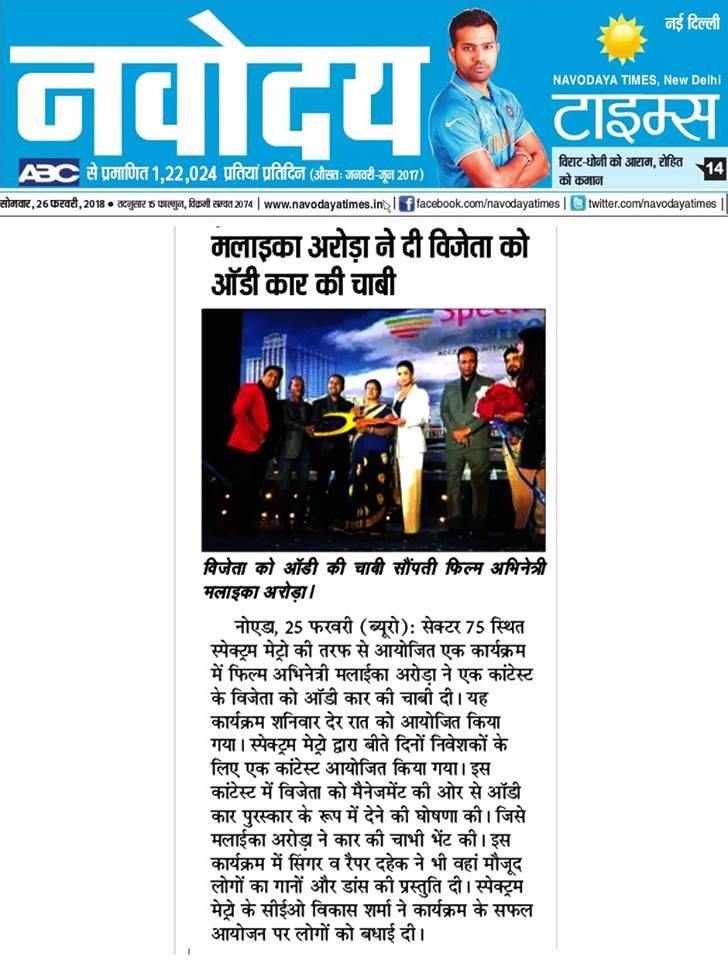 नवोदय
नई दिल्ली
NAVODAYA TIMES, New Delhi
टाइम्स
ABC से प्रमाणित 1,22,024 प्रतियां प्रतिदिन (औसतः जनवरी-जून 2017)
विराट-धोनी को आराम, रोहित
को कमान
14
सोमवार, 26 फरवरी, 2018 ● तदनुसार 15 फाल्गुन, विक्रमी सम्वत 2074 | www.navodayatimes.in | facebook.com/navodayatimes | twitter.com/navodayatimes |
मलाइका अरोड़ा ने दी विजेता को
ऑडी कार की चाबी
विजेता को ऑडी की चाबी सौंपती फिल्म अभिनेत्री
मलाइका अरोड़ा।
नोएडा, 25 फरवरी (ब्यूरो): सेक्टर 75 स्थित
स्पेक्ट्रम मेट्रो की तरफ से आयोजित एक कार्यक्रम
में फिल्म अभिनेत्री मलाईका अरोड़ा ने एक कांटेस्ट
के विजेता को ऑडी कार की चाबी दी। यह
कार्यक्रम शनिवार देर रात को आयोजित किया
गया। स्पेक्ट्रम मेट्रो द्वारा बीते दिनों निवेशकों के
लिए एक कांटेस्ट आयोजित किया गया। इस
कांटेस्ट में विजेता को मैनेजमेंट की ओर से ऑडी
कार पुरस्कार के रूप में देने की घोषणा की। जिसे
मलाईका अरोड़ा ने कार की चाभी भेंट की। इस
कार्यक्रम में सिंगर व रैपर दहेक ने भी वहां मौजूद
लोगों का गानों और डांस की प्रस्तुति दी। स्पेक्ट्रम
मेट्रो के सीईओ विकास शर्मा ने कार्यक्रम के सफल
आयोजन पर लोगों को बधाई दी।